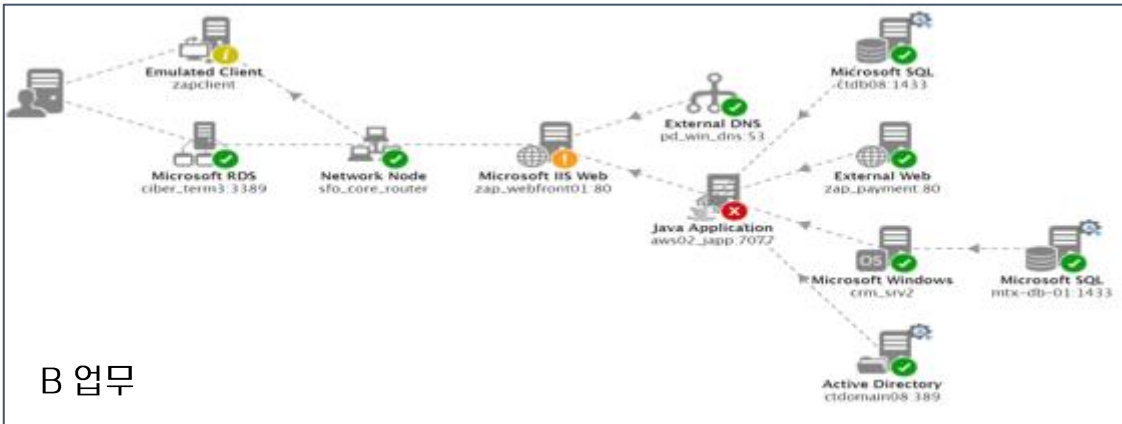 Emulated Client
zapclient
Microsoft RDS
ciber_term3:3389
Network Node
sfo_core_router
Microsoft IIS Web
zap_webfront01:80
External DNS
pd_win_dns:53
Java Application
aws02_japp:7077
Microsoft SQL
ctdb08:1433
External Web
zap_payment:80
OS
Microsoft Windows
crm_srv2
Microsoft SQL
mtx-db-01:1433
Active Directory
ctdomain08:389
B 업무